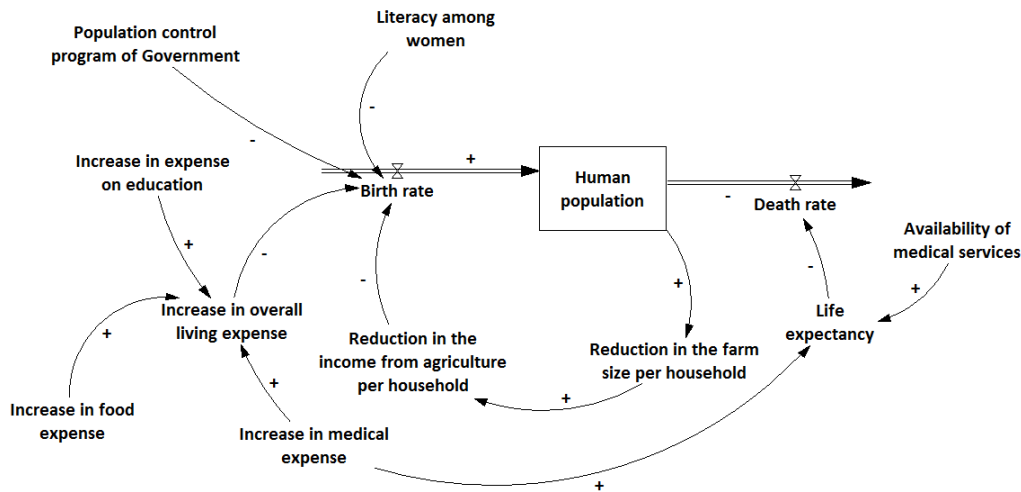 Literacy among
women
Population control
program of Government
-
-
+
Increase in expense
on education
Birth rate
Human
population
-
Death rate
Availability of
medical services
+
-
+
-
-
+
Increase in overall
living expense
Life
expectancy
+
Reduction in the
income from agriculture
per household
Reduction in the farm
size per household
+
+
Increase in food
expense
Increase in medical
expense
+